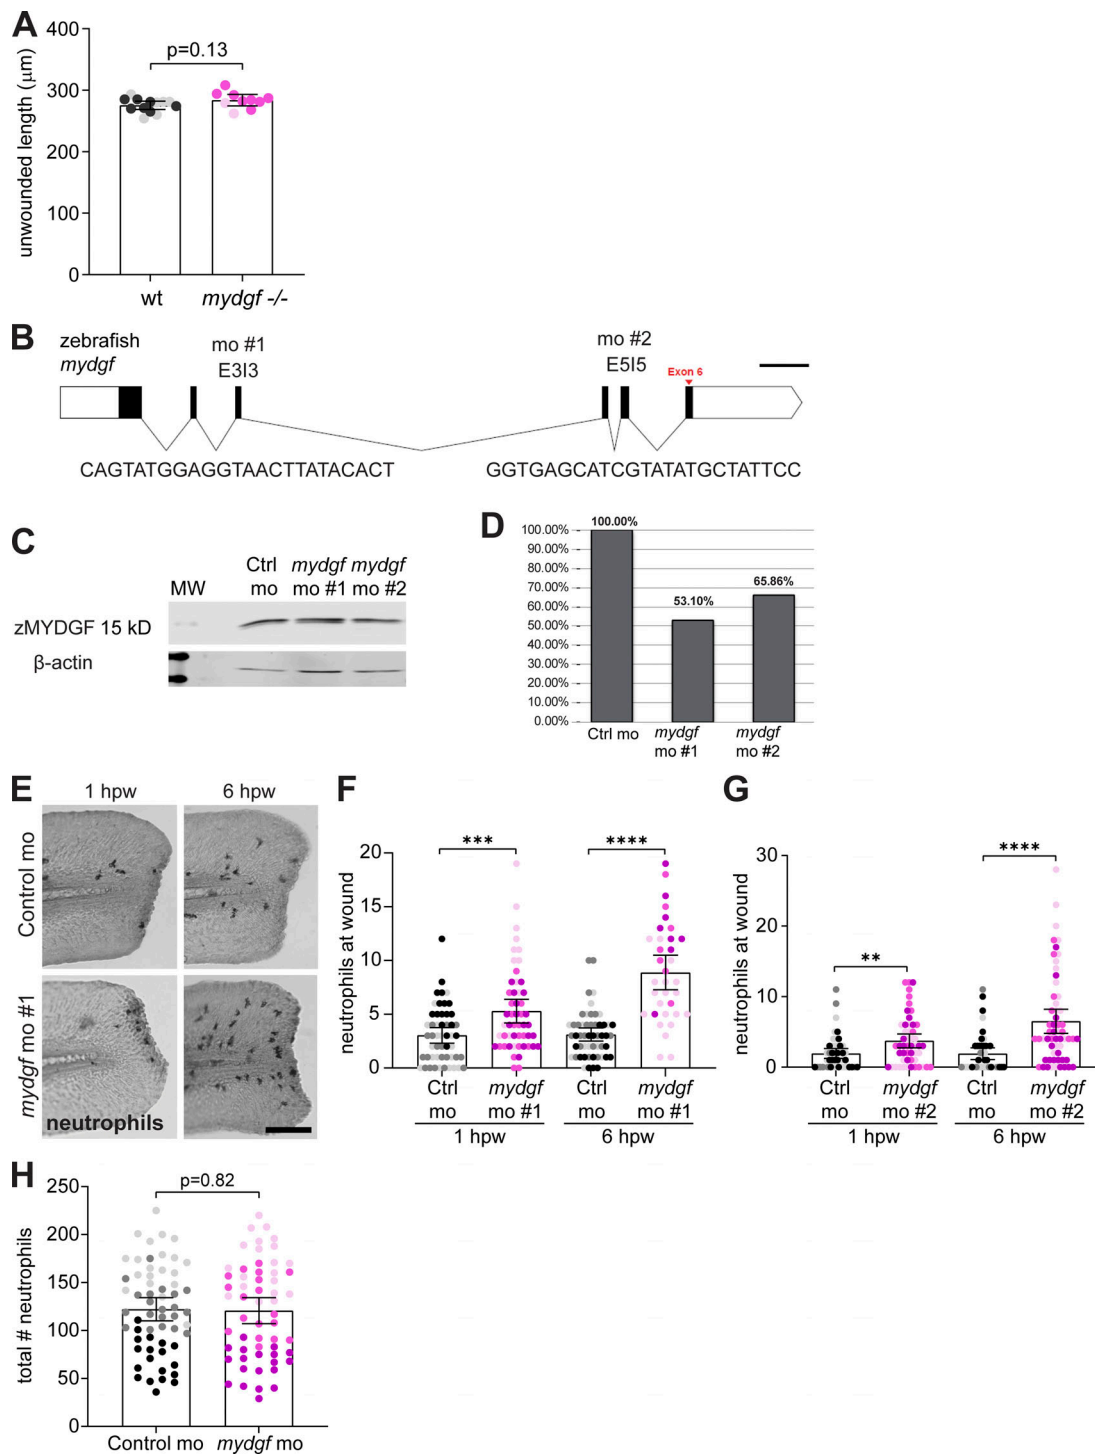 A
400
300
200
100
0
unwounded length (μm)
p=0.13
wt
mydgf -/-
B
zebrafish
mydgf
mo #1
E3I3
mo #2
E5I5
Exon 6
CAGTATGGAGGTAACTTATACACT
GGTGAGCATCGTATATGCTATTCC
C
MW
Ctrl
mo
mydgf
mo #1
mydgf
mo #2
zMYDGF 15 kD
β-actin
D
100.00%
90.00%
80.00%
70.00%
60.00%
50.00%
40.00%
30.00%
20.00%
10.00%
0.00%
100.00%
53.10%
65.86%
Ctrl mo
mydgf
mo #1
mydgf
mo #2
E
1 hpw
6 hpw
Control mo
mydgf mo #1
neutrophils
F
neutrophils at wound
20
15
10
5
0
***
****
Ctrl
mo
mydgf
mo #1
Ctrl
mo
mydgf
mo #1
1 hpw
6 hpw
G
neutrophils at wound
30
20
10
0
**
****
Ctrl
mo
mydgf
mo #2
Ctrl
mo
mydgf
mo #2
1 hpw
6 hpw
H
total # neutrophils
250
200
150
100
50
0
p=0.82
Control mo
mydgf mo